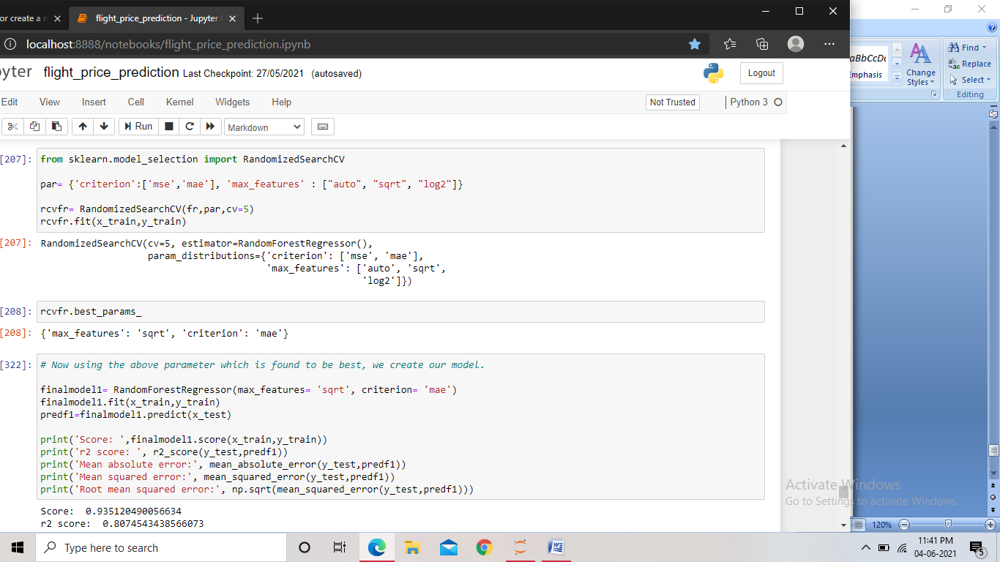 or create a n
flight_price_prediction - Jupyter
localhost:8888/notebooks/flight_price_prediction.ipynb
aBbCcDc
Emphasis
Change
Styles
Find
Replace
Select
Editing
yter flight_price_prediction Last Checkpoint: 27/05/2021 (autosaved)
Logout
Edit View Insert Cell Kernel Widgets Help
Not Trusted
Python 3
Run
Markdown
[207]: from sklearn.model_selection import RandomizedSearchCV
par= {'criterion':['mse','mae'], 'max_features' : ["auto", "sqrt", "log2"]}
rcvfr= RandomizedSearchCV(fr,par,cv=5)
rcvfr.fit(x_train,y_train)
[207]: RandomizedSearchCV(cv=5, estimator=RandomForestRegressor(),
param_distributions={'criterion': ['mse', 'mae'],
'max_features': ['auto', 'sqrt',
'log2']})
[208]: rcvfr.best_params_
[208]: {'max_features': 'sqrt', 'criterion': 'mae'}
[322]: # Now using the above parameter which is found to be best, we create our model.
finalmodel1= RandomForestRegressor(max_features= 'sqrt', criterion= 'mae')
finalmodel1.fit(x_train,y_train)
predf1=finalmodel1.predict(x_test)
print('Score: ',finalmodel1.score(x_train,y_train))
print('r2 score: ', r2_score(y_test,predf1))
print('Mean absolute error:', mean_absolute_error(y_test,predf1))
print('Mean squared error:', mean_squared_error(y_test,predf1))
print('Root mean squared error:', np.sqrt(mean_squared_error(y_test,predf1)))
Score:  0.935120490056634
r2 score:  0.8074543438566073
Activate Windows
Go to Settings to activate Windows.
120%
Type here to search
11:41 PM
04-06-2021
5